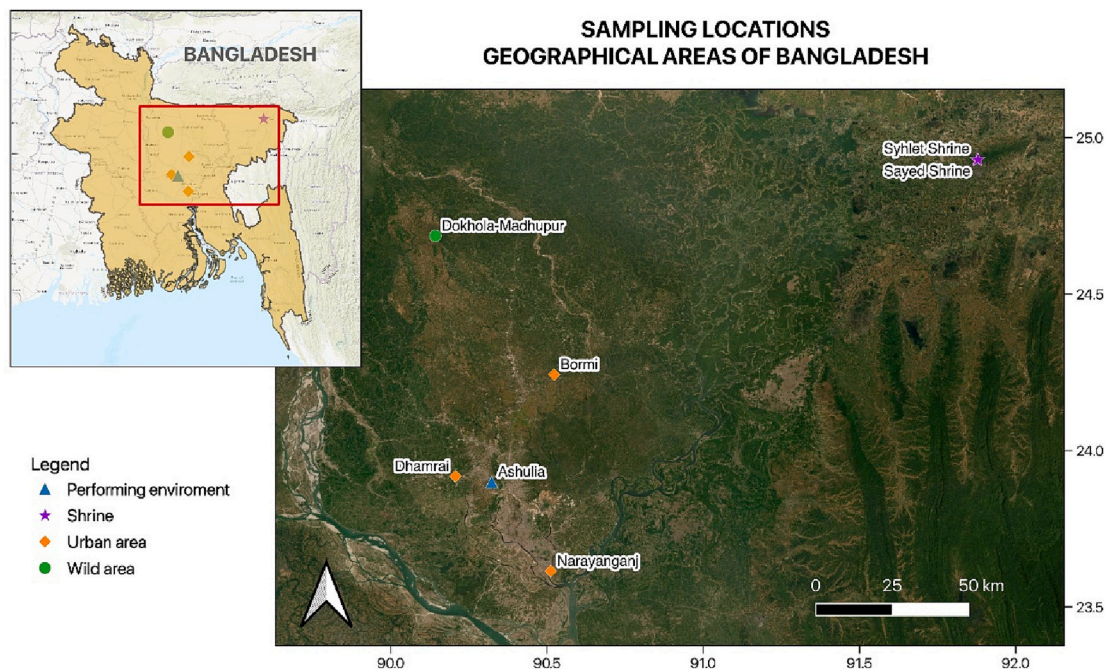 BANGLADESH
SAMPLING LOCATIONS
GEOGRAPHICAL AREAS OF BANGLADESH
Syhlet Shrine
Sayed Shrine
Dokhola-Madhupur
Bormi
Dhamrai
Ashulia
Narayanganj
Legend
Performing enviroment
Shrine
Urban area
Wild area
0 25 50 km
25.0
24.5
24.0
23.5
90.0 90.5 91.0 91.5 92.0